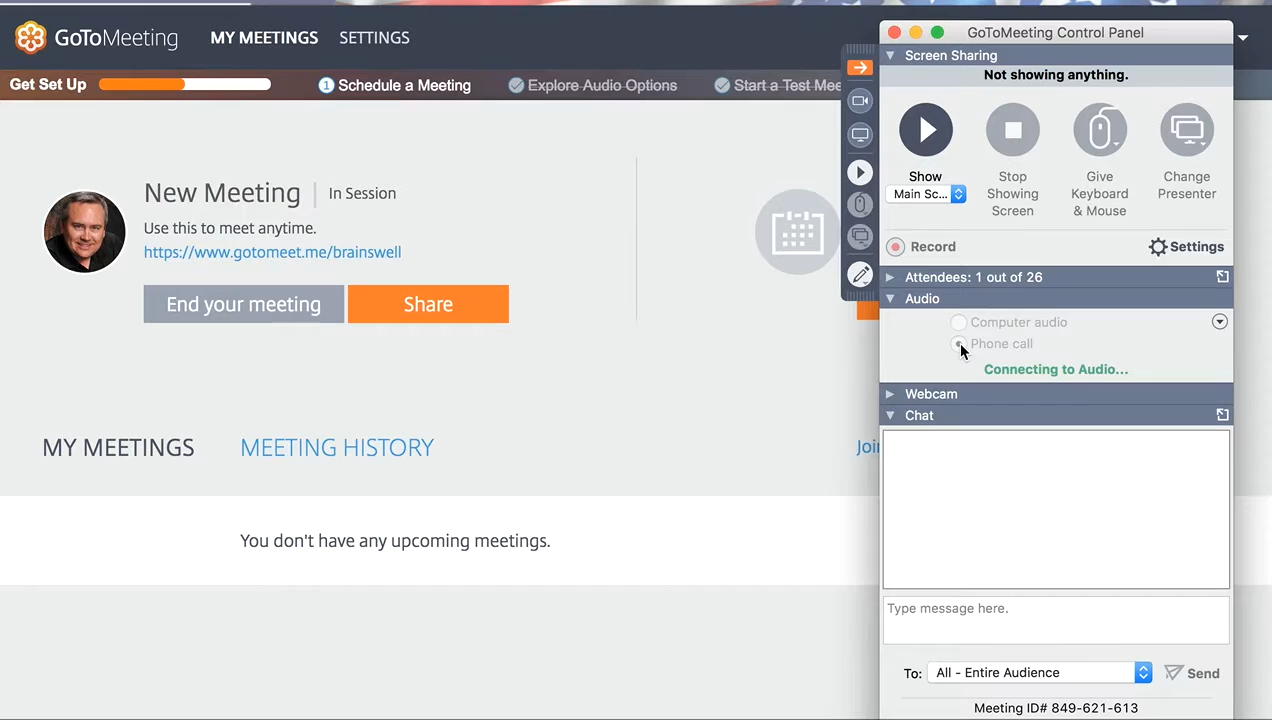 GoToMeeting MY MEETINGS SETTINGS
Get Set Up 1 Schedule a Meeting Explore Audio Options Start a Test Mee
New Meeting In Session
Use this to meet anytime.
https://www.gotomeet.me/brainswell
End your meeting Share
MY MEETINGS MEETING HISTORY Join
You don't have any upcoming meetings.
GoToMeeting Control Panel
Screen Sharing
Not showing anything.
Show
Main Sc...
Stop
Showing
Screen
Give
Keyboard
& Mouse
Change
Presenter
Record Settings
Attendees: 1 out of 26
Audio
Computer audio
Phone call
Connecting to Audio...
Webcam
Chat
Type message here.
To: All - Entire Audience Send
Meeting ID# 849-621-613